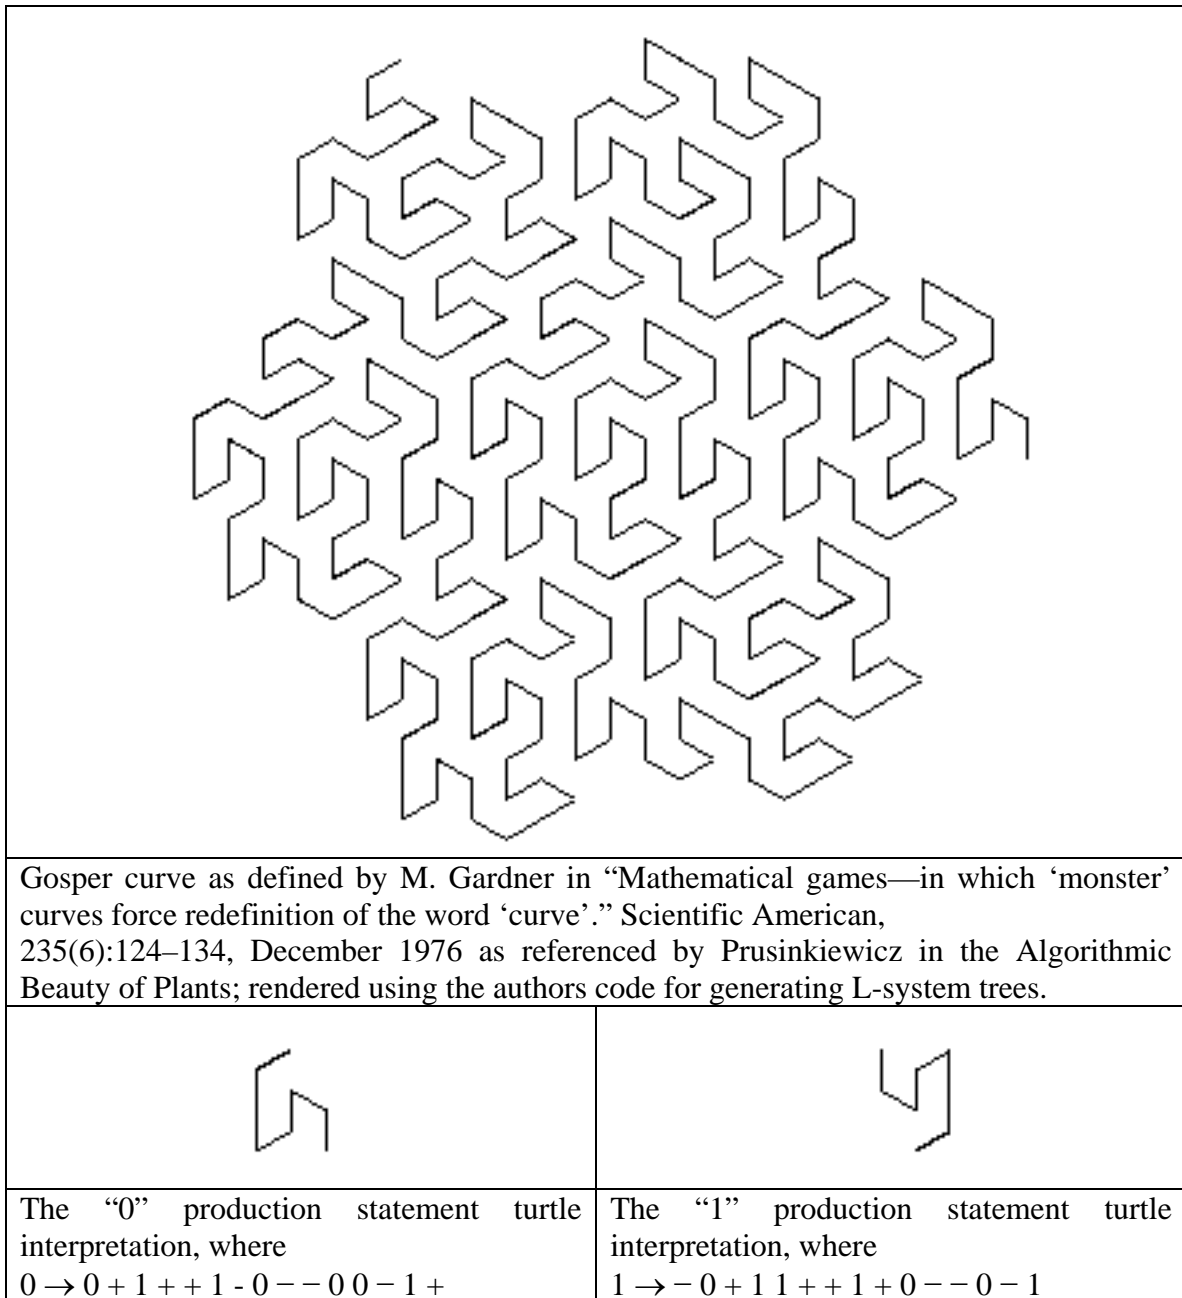 Gosper curve as defined by M. Gardner in “Mathematical games—in which ‘monster’
curves force redefinition of the word ‘curve’.” Scientific American,
235(6):124–134, December 1976 as referenced by Prusinkiewicz in the Algorithmic
Beauty of Plants; rendered using the authors code for generating L-system trees.
The “0” production statement turtle
interpretation, where
0 → 0 + 1 + + 1 - 0 − − 0 0 − 1 +
The “1” production statement turtle
interpretation, where
1 → − 0 + 1 1 + + 1 + 0 − − 0 − 1